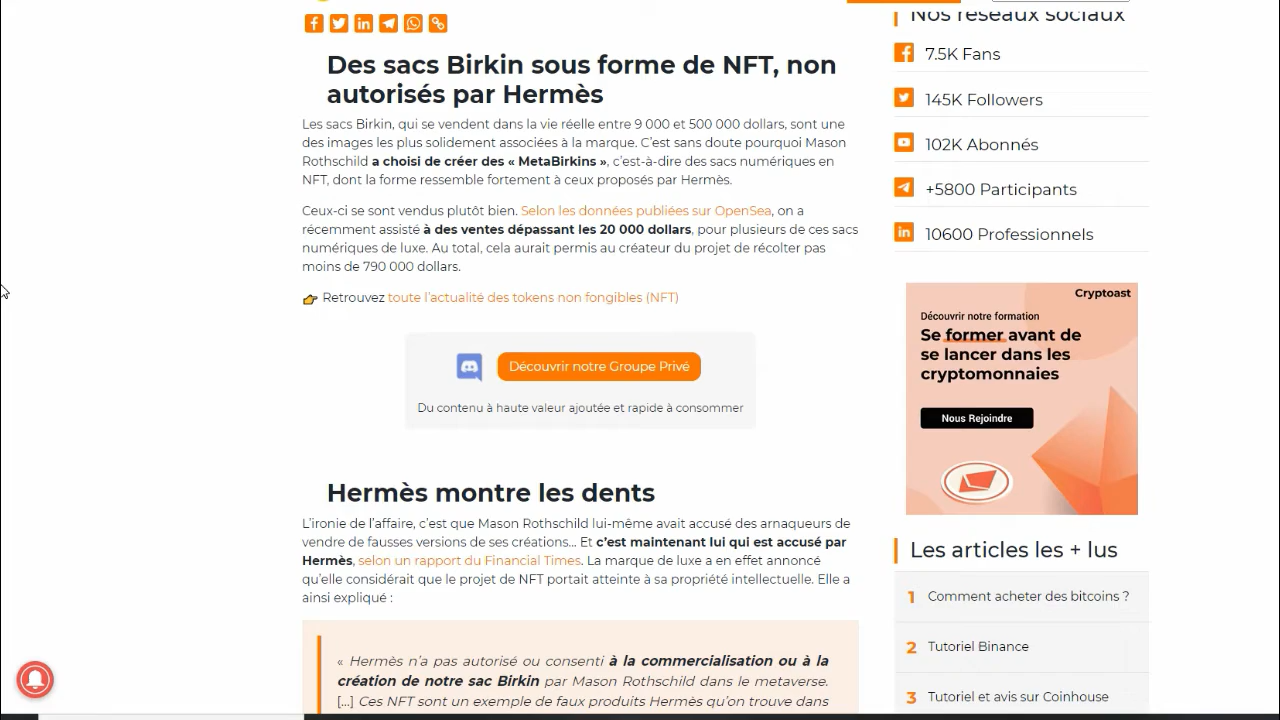 Des sacs Birkin sous forme de NFT, non
autorisés par Hermès
Les sacs Birkin, qui se vendent dans la vie réelle entre 9 000 et 500 000 dollars, sont une
des images les plus solidement associées à la marque. C'est sans doute pourquoi Mason
Rothschild a choisi de créer des « MetaBirkins », c'est-à-dire des sacs numériques en
NFT, dont la forme ressemble fortement à ceux proposés par Hermès.
Ceux-ci se sont vendus plutôt bien. Selon les données publiées sur OpenSea, on a
récemment assisté à des ventes dépassant les 20 000 dollars, pour plusieurs de ces sacs
numériques de luxe. Au total, cela aurait permis au créateur du projet de récolter pas
moins de 790 000 dollars.
Retrouvez toute l'actualité des tokens non fongibles (NFT)
Découvrir notre Groupe Privé
Du contenu à haute valeur ajoutée et rapide à consommer
Hermès montre les dents
L'ironie de l'affaire, c'est que Mason Rothschild lui-même avait accusé des arnaqueurs de
vendre de fausses versions de ses créations... Et c'est maintenant lui qui est accusé par
Hermès, selon un rapport du Financial Times. La marque de luxe a en effet annoncé
qu'elle considérait que le projet de NFT portait atteinte à sa propriété intellectuelle. Elle a
ainsi expliqué :
« Hermès n'a pas autorisé ou consenti à la commercialisation ou à la
création de notre sac Birkin par Mason Rothschild dans le metaverse.
[...] Ces NFT sont un exemple de faux produits Hermès qu'on trouve dans
Nos réseaux sociaux
7.5K Fans
145K Followers
102K Abonnés
+5800 Participants
10600 Professionnels
Cryptoast
Découvrir notre formation
Se former avant de
se lancer dans les
cryptomonnaies
Nous Rejoindre
Les articles les + lus
1 Comment acheter des bitcoins ?
2 Tutoriel Binance
3 Tutoriel et avis sur Coinhouse